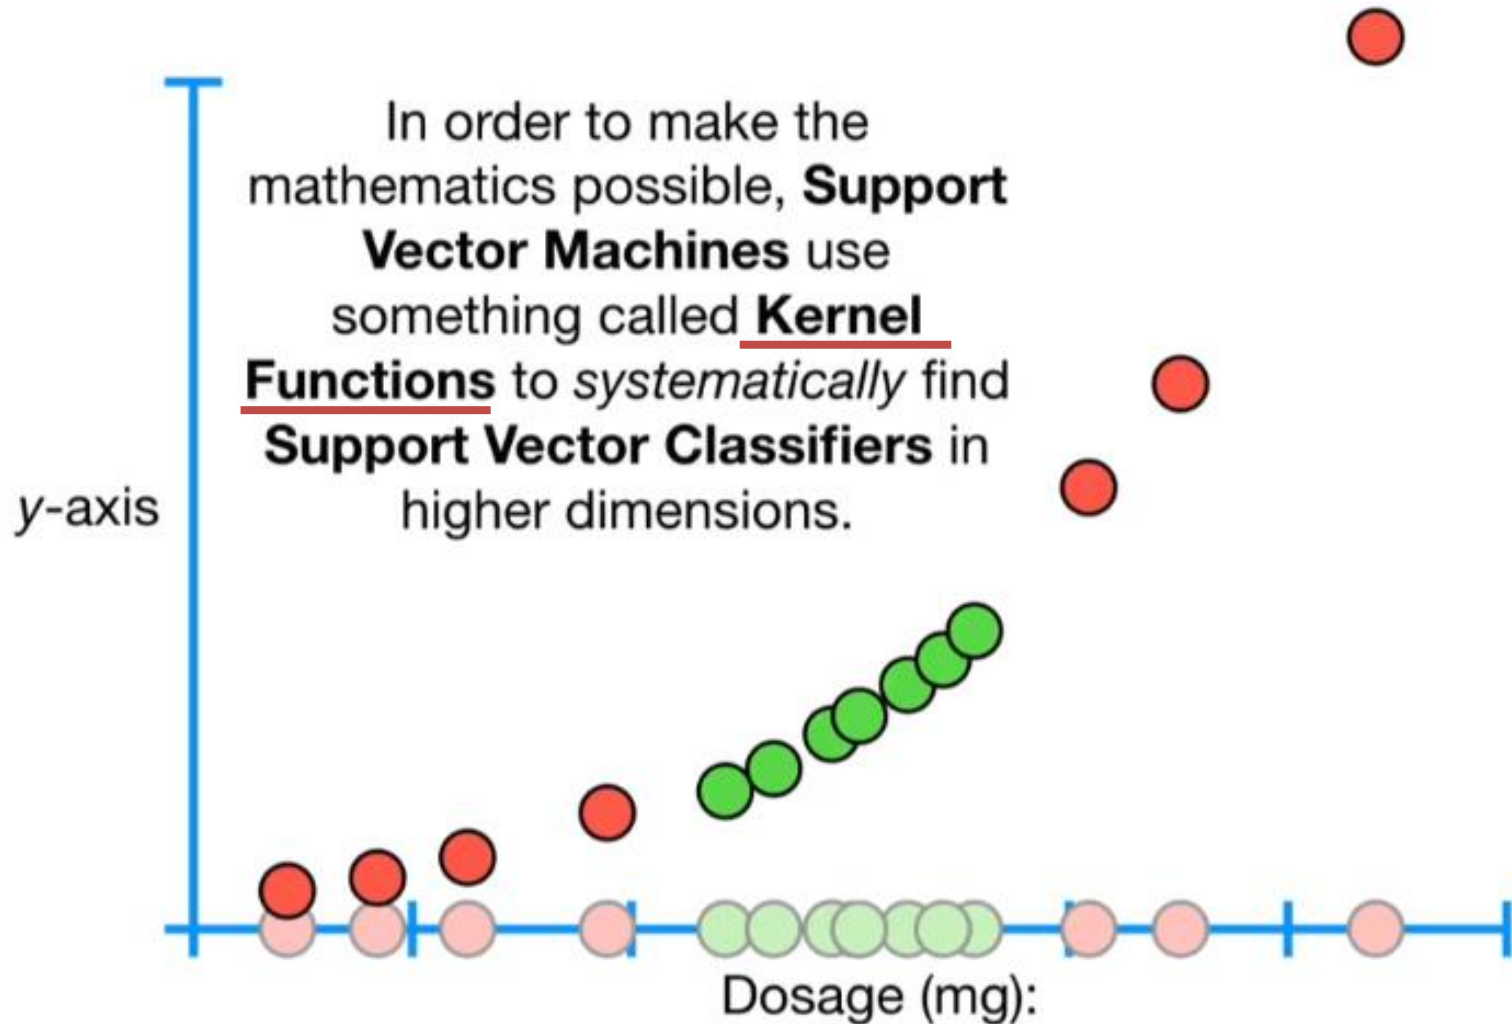 In order to make the
mathematics possible, Support
Vector Machines use
something called Kernel
Functions to systematically find
Support Vector Classifiers in
higher dimensions.
y-axis
Dosage (mg):